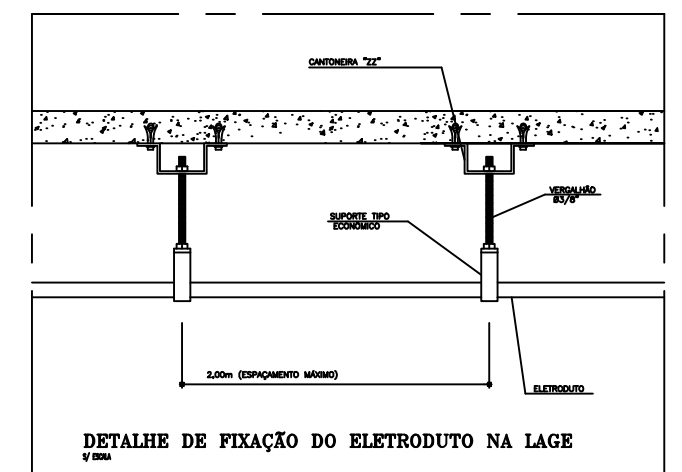 CANTONEIRA "ZZ"
VERGALHÃO
Ø3/8"
SUPORTE TIPO
ECONÔMICO
2.00m (ESPAÇAMENTO MÁXIMO)
ELETRODUTO
DETALHE DE FIXAÇÃO DO ELETRODUTO NA LAGE
S/ ESCALA